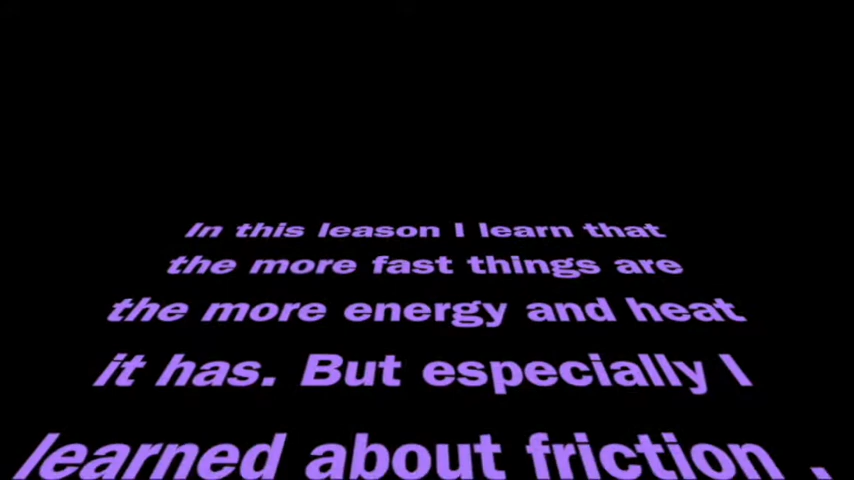 In this leason I learn that
the more fast things are
the more energy and heat
it has. But especially I
learned about friction .